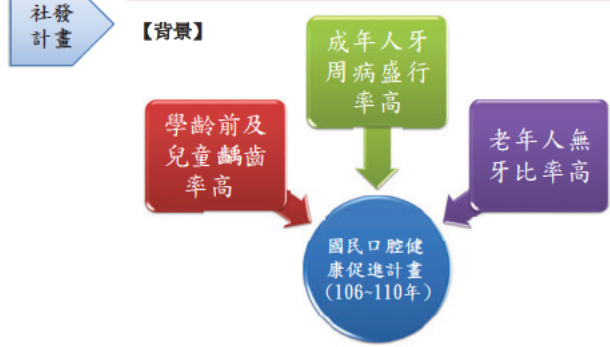 社發
計畫
【背景】
成年人牙
周病盛行
率高
學齡前及
兒童齲齒
率高
老年人無
牙比率高
國民口腔健
康促進計畫
(106~110年)